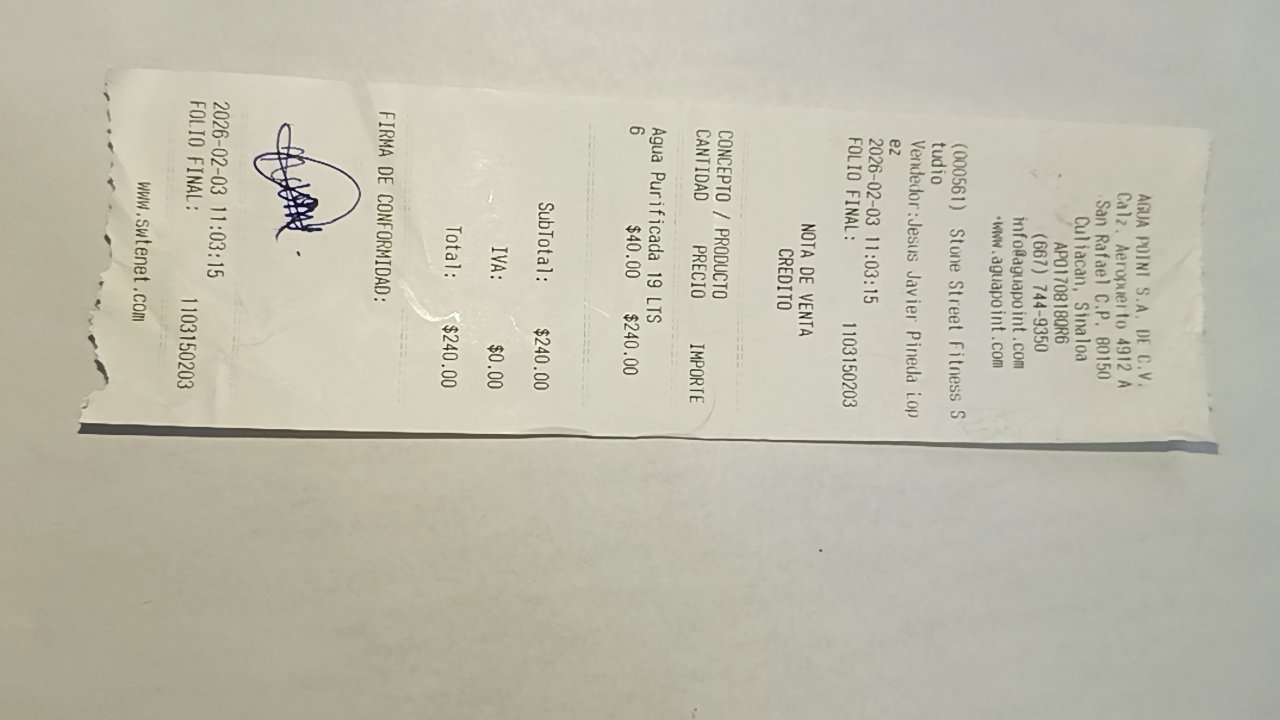 AGUA POINT S.A. DE C.V.
Calz. Aeropuerto 4912 A
San Rafael C.P. 80150
Culiacan, Sinaloa
APO170818QR6
(667) 744-9350
info@aguapoint.com
www.aguapoint.com
(000561) Stone Street Fitness S
tudio
Vendedor:Jesus Javier Pineda Lop
ez
2026-02-03 11:03:15
FOLIO FINAL: 1103150203
NOTA DE VENTA
CREDITO
CONCEPTO / PRODUCTO
CANTIDAD PRECIO IMPORTE
Agua Purificada 19 LTS
6 $40.00 $240.00
SubTotal: $240.00
IVA: $0.00
Total: $240.00
FIRMA DE CONFORMIDAD:
2026-02-03 11:03:15
FOLIO FINAL: 1103150203
www.swtenet.com